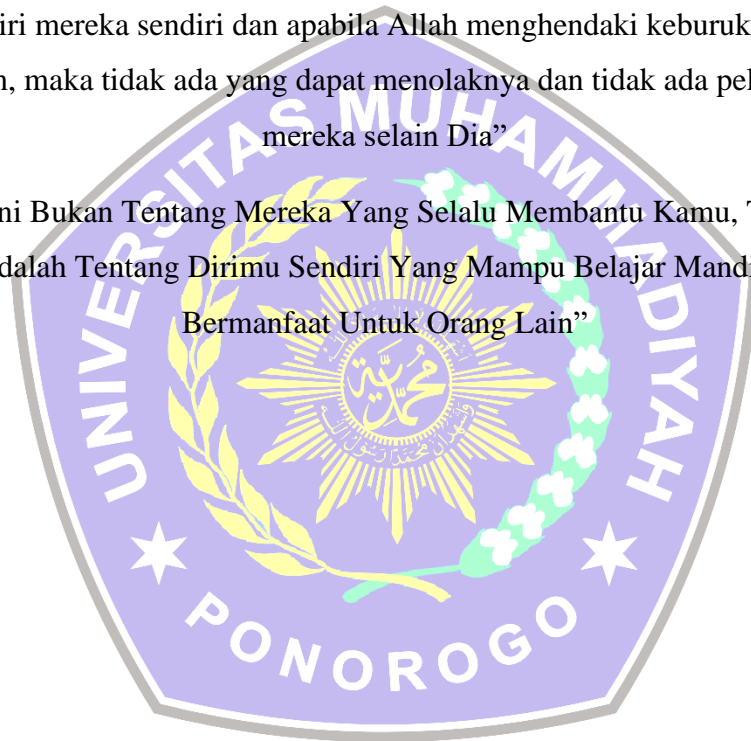 iri mereka sendiri dan apabila Allah menghendaki keburuk
n, maka tidak ada yang dapat menolaknya dan tidak ada pel
mereka selain Dia”
ni Bukan Tentang Mereka Yang Selalu Membantu Kamu, T
dalah Tentang Dirimu Sendiri Yang Mampu Belajar Mandi
Bermanfaat Untuk Orang Lain”
UNIVERSITAS MUHAMMADIYAH
PONOROGO
محمدية